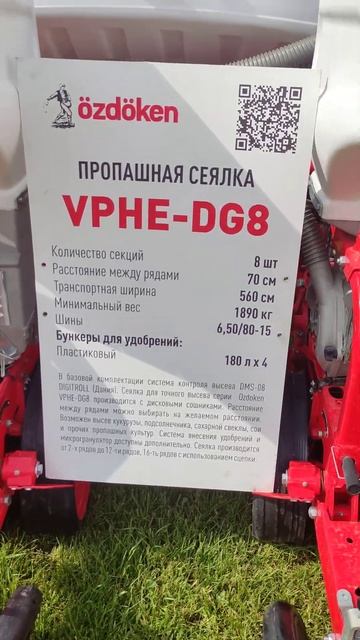 özdöken
ПРОПАШНАЯ СЕЯЛКА
VPHE-DG8
Количество секций 8 шт
Расстояние между рядами 70 см
Транспортная ширина 560 см
Минимальный вес 1890 кг
Шины 6,50/80-15
Бункеры для удобрений:
Пластиковый 180 л x 4
В базовой комплектации система контроля высева DMS-08
DIGITROLL (Дания). Сеялка для точного высева серии Ozdoken
VPHE-DG8 производится с дисковыми сошниками. Расстояние
между рядами можно выбирать на желаемом расстоянии.
Возможен высев кукурузы, подсолнечника, сахарной свеклы, сои
и прочих пропашных культур. Система внесения удобрений и
микрогранулятор доступны дополнительно. Сеялка производится
от 2-х рядов до 12-ти рядов, 16-ть рядов с использованием сцепки.